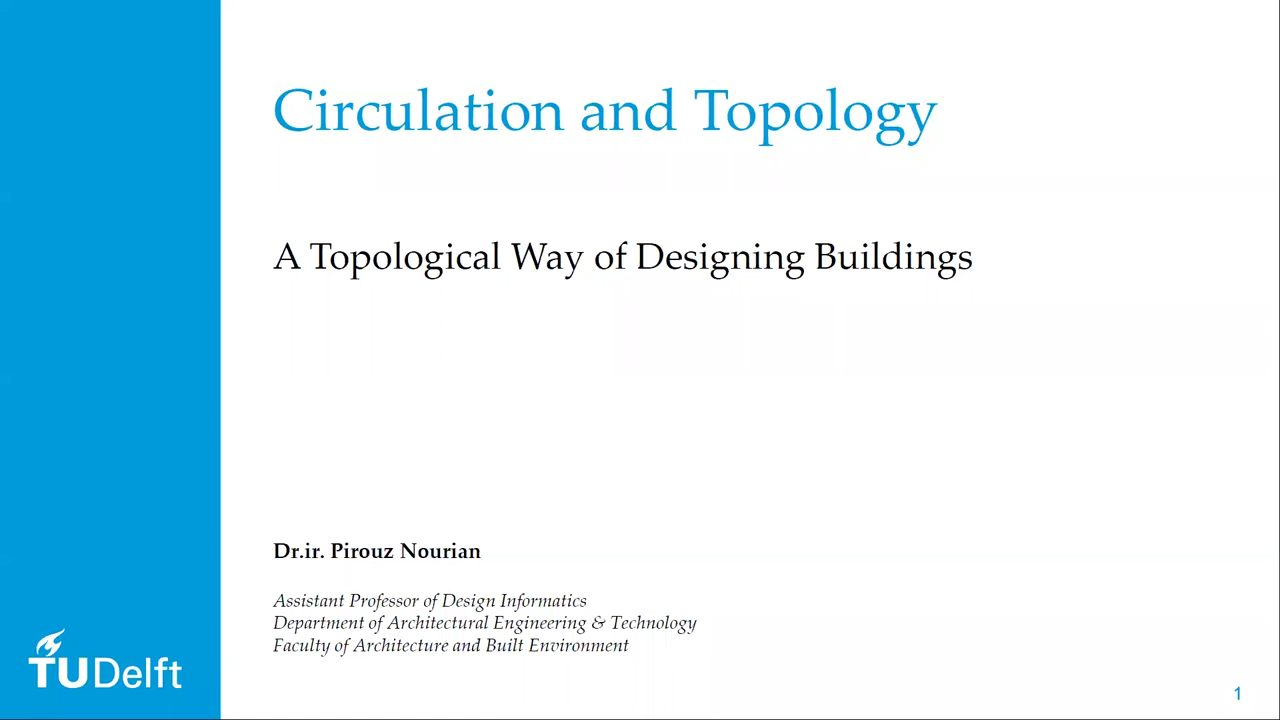 Circulation and Topology
A Topological Way of Designing Buildings
Dr.ir. Pirouz Nourian
Assistant Professor of Design Informatics
Department of Architectural Engineering & Technology
Faculty of Architecture and Built Environment
TUDelft
1